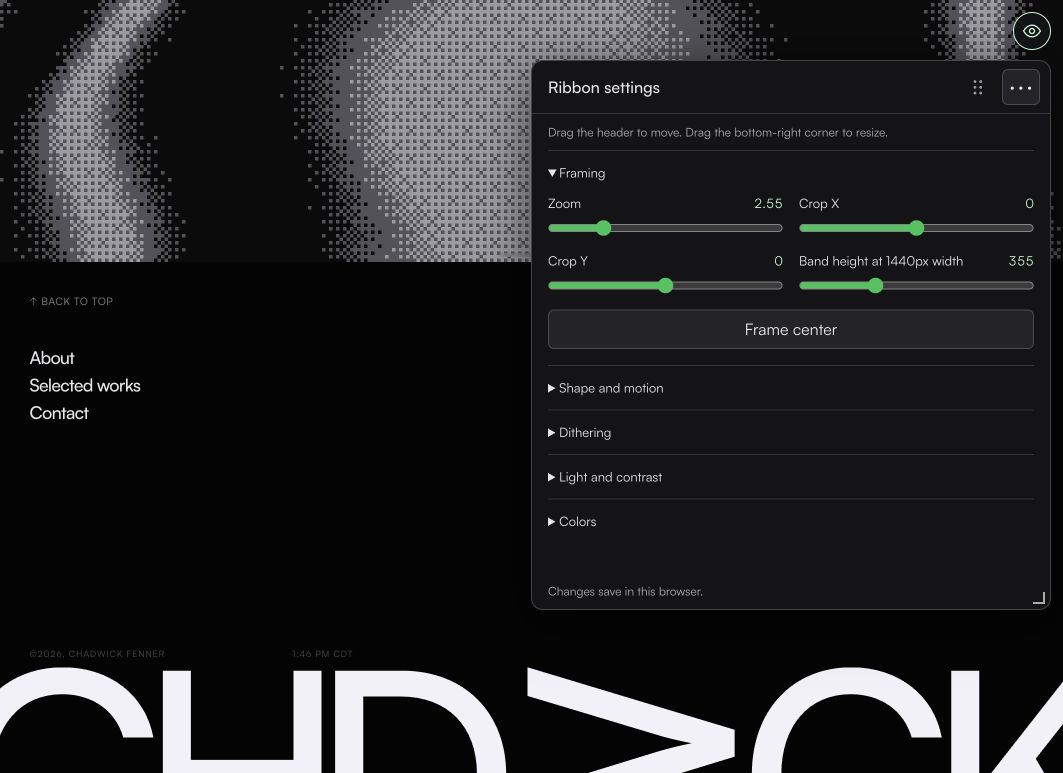 Ribbon settings
Drag the header to move. Drag the bottom-right corner to resize.
Framing
Zoom 2.55 Crop X 0
Crop Y 0 Band height at 1440px width 355
Frame center
Shape and motion
Dithering
Light and contrast
Colors
Changes save in this browser.
↑ BACK TO TOP
About
Selected works
Contact
©2026, CHADWICK FENNER 1:46 PM CDT
CHD>CK